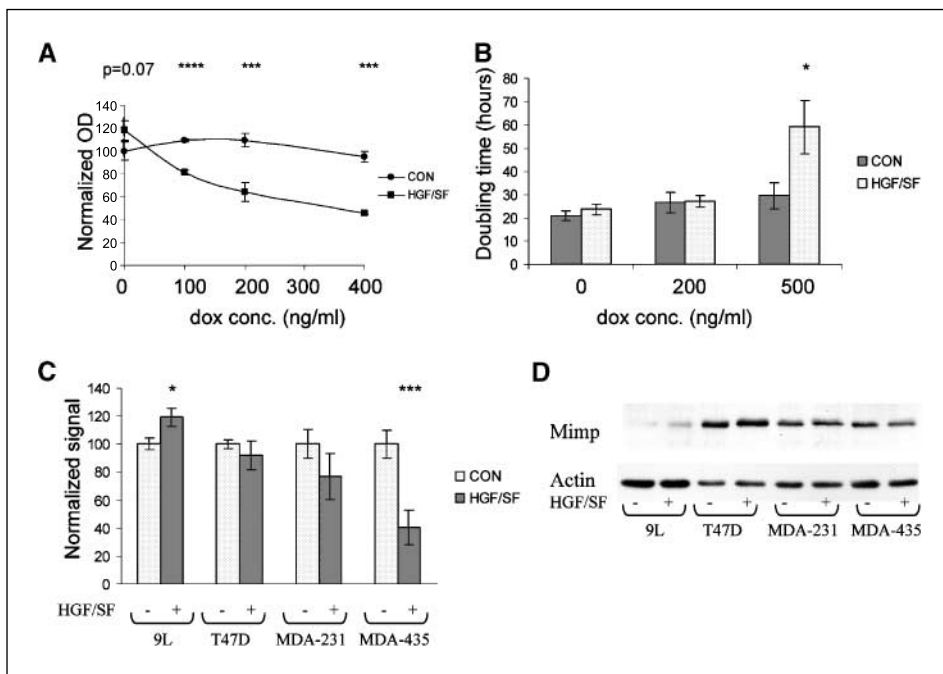 A
p=0.07 **** *** ***
Normalized OD
140
120
100
80
60
40
20
0
0 100 200 300 400
dox conc. (ng/ml)
CON
HGF/SF
B
*
Doubling time (hours)
80
70
60
50
40
30
20
10
0
0 200 500
dox conc. (ng/ml)
CON
HGF/SF
C
* ***
Normalized signal
140
120
100
80
60
40
20
0
HGF/SF - + - + - + - +
9L T47D MDA-231 MDA-435
CON
HGF/SF
D
Mimp
Actin
HGF/SF - + - + - + - +
9L T47D MDA-231 MDA-435